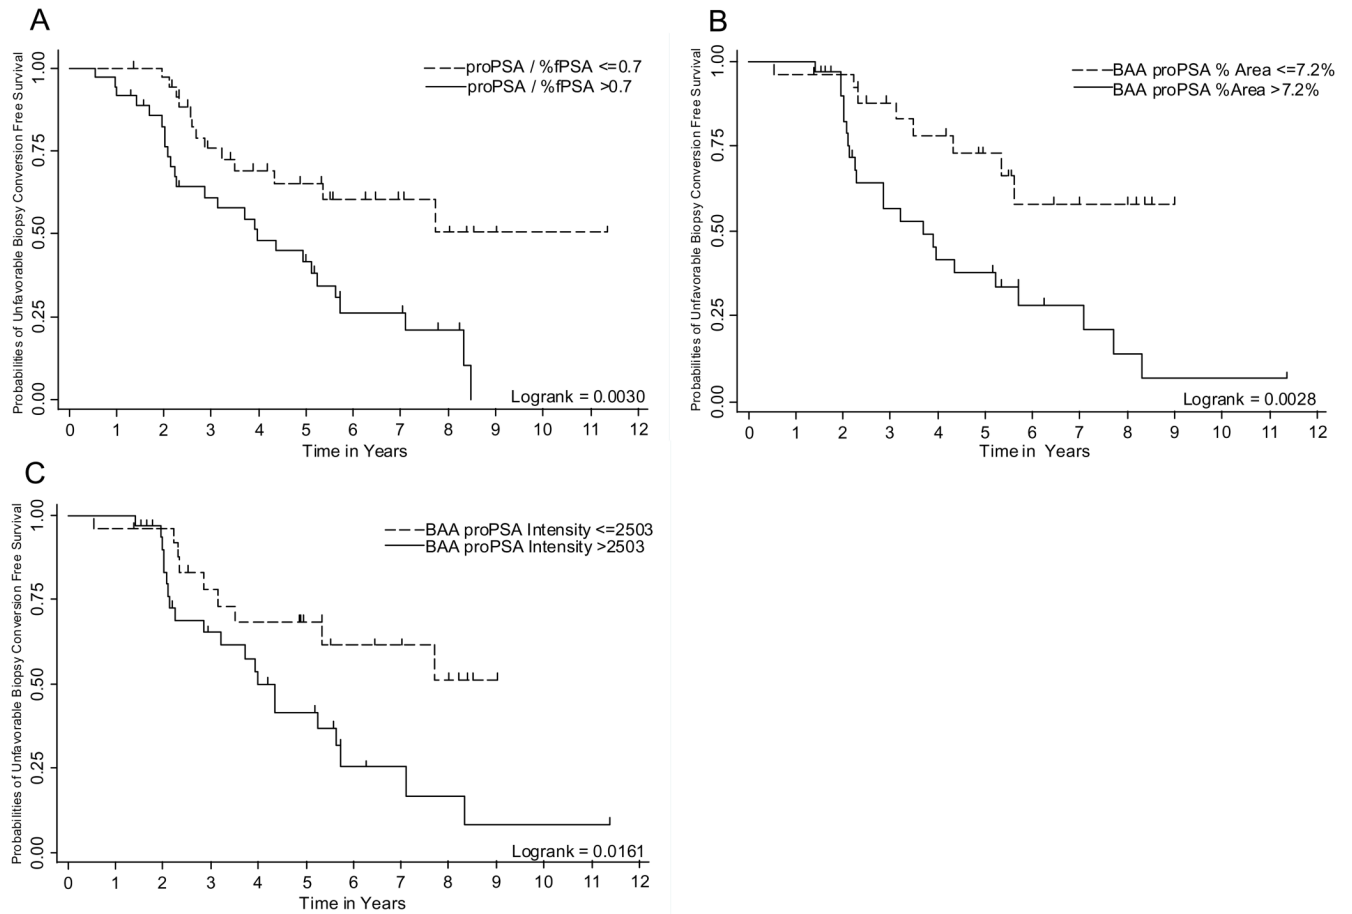 A
Probabilities of Unfavorable Biopsy Conversion Free Survival
1.00
0.75
0.50
0.25
0.00
proPSA / %fPSA <=0.7
proPSA / %fPSA >0.7
Logrank = 0.0030
0 1 2 3 4 5 6 7 8 9 10 11 12
Time in Years
B
Probabilities of Unfavorable Biopsy Conversion Free Survival
1.00
0.75
0.50
0.25
0.00
BAA proPSA % Area <=7.2%
BAA proPSA %Area >7.2%
Logrank = 0.0028
0 1 2 3 4 5 6 7 8 9 10 11 12
Time in Years
C
Probabilities of Unfavorable Biopsy Conversion Free Survival
1.00
0.75
0.50
0.25
0.00
BAA proPSA Intensity <=2503
BAA proPSA Intensity >2503
Logrank = 0.0161
0 1 2 3 4 5 6 7 8 9 10 11 12
Time in Years